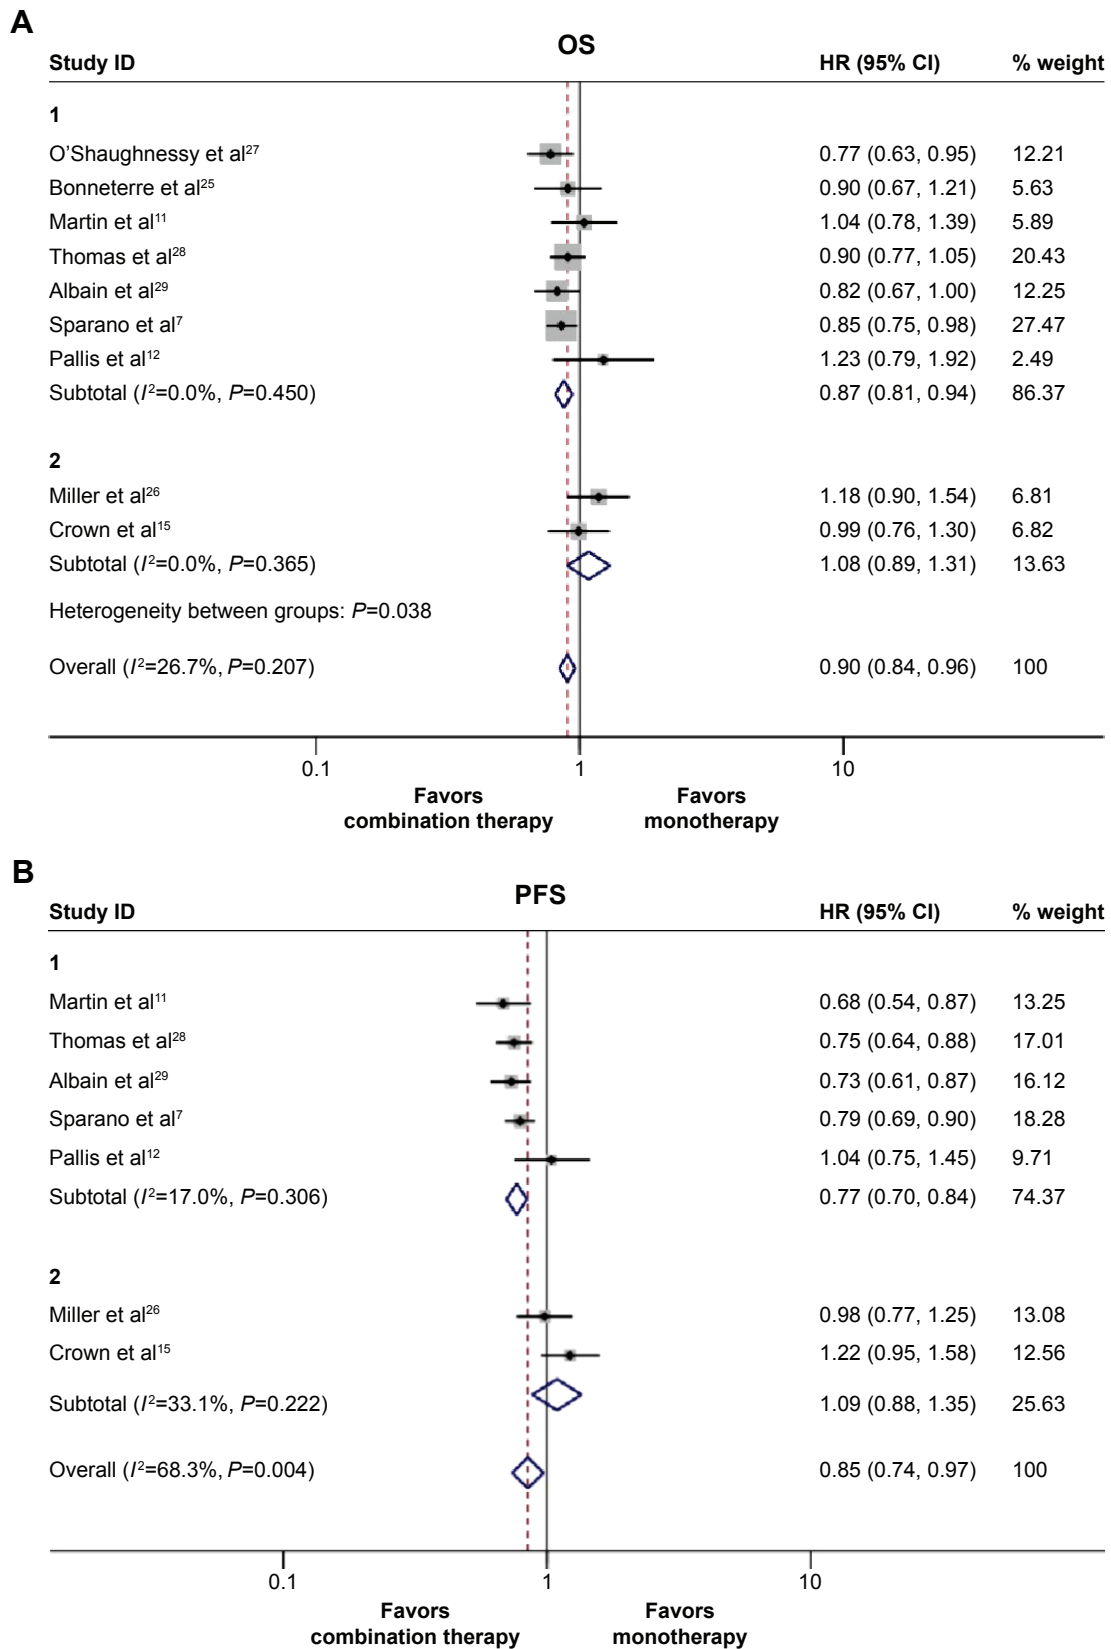 A
OS
Study ID HR (95% CI) % weight
1
O'Shaughnessy et al27 0.77 (0.63, 0.95) 12.21
Bonneterre et al25 0.90 (0.67, 1.21) 5.63
Martin et al11 1.04 (0.78, 1.39) 5.89
Thomas et al28 0.90 (0.77, 1.05) 20.43
Albain et al29 0.82 (0.67, 1.00) 12.25
Sparano et al7 0.85 (0.75, 0.98) 27.47
Pallis et al12 1.23 (0.79, 1.92) 2.49
Subtotal (I2=0.0%, P=0.450) 0.87 (0.81, 0.94) 86.37
2
Miller et al26 1.18 (0.90, 1.54) 6.81
Crown et al15 0.99 (0.76, 1.30) 6.82
Subtotal (I2=0.0%, P=0.365) 1.08 (0.89, 1.31) 13.63
Heterogeneity between groups: P=0.038
Overall (I2=26.7%, P=0.207) 0.90 (0.84, 0.96) 100
0.1 1 10
Favors Favors
combination therapy monotherapy
B
PFS
Study ID HR (95% CI) % weight
1
Martin et al11 0.68 (0.54, 0.87) 13.25
Thomas et al28 0.75 (0.64, 0.88) 17.01
Albain et al29 0.73 (0.61, 0.87) 16.12
Sparano et al7 0.79 (0.69, 0.90) 18.28
Pallis et al12 1.04 (0.75, 1.45) 9.71
Subtotal (I2=17.0%, P=0.306) 0.77 (0.70, 0.84) 74.37
2
Miller et al26 0.98 (0.77, 1.25) 13.08
Crown et al15 1.22 (0.95, 1.58) 12.56
Subtotal (I2=33.1%, P=0.222) 1.09 (0.88, 1.35) 25.63
Overall (I2=68.3%, P=0.004) 0.85 (0.74, 0.97) 100
0.1 1 10
Favors Favors
combination therapy monotherapy